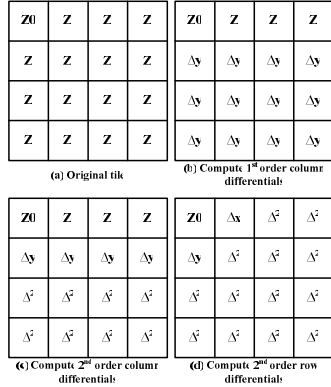 Z0 Z Z Z
Z Z Z Z
Z Z Z Z
Z Z Z Z
(a) Original tile
Z0 Z Z Z
Δy Δy Δy Δy
Δy Δy Δy Δy
Δy Δy Δy Δy
(b) Compute 1st order column
differentials
Z0 Z Z Z
Δy Δy Δy Δy
Δ² Δ² Δ² Δ²
Δ² Δ² Δ² Δ²
(c) Compute 2nd order column
differentials
Z0 Δx Δ² Δ²
Δy Δ² Δ² Δ²
Δ² Δ² Δ² Δ²
Δ² Δ² Δ² Δ²
(d) Compute 2nd order row
differentials